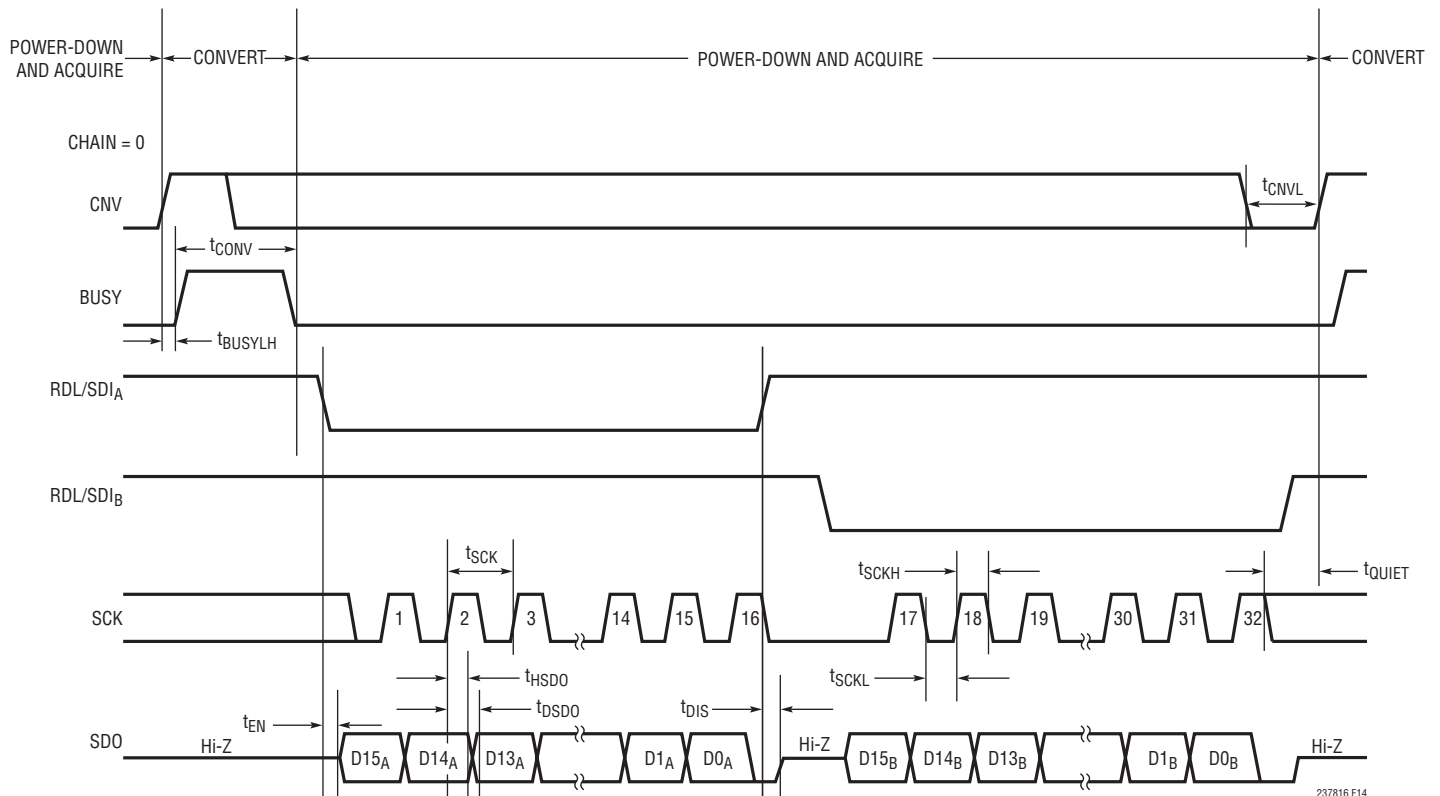 POWER-DOWN
AND ACQUIRE
CONVERT
POWER-DOWN AND ACQUIRE
CONVERT
CHAIN = 0
CNV
tCNVL
tCONV
BUSY
tBUSYLH
RDL/SDIA
RDL/SDIB
tSCK
tSCKH
tQUIET
SCK
1
2
3
14
15
16
17
18
19
30
31
32
tHSDO
tSCKL
tEN
tDSDO
tDIS
SDO
Hi-Z
D15A
D14A
D13A
D1A
D0A
Hi-Z
D15B
D14B
D13B
D1B
D0B
Hi-Z
237816 F14